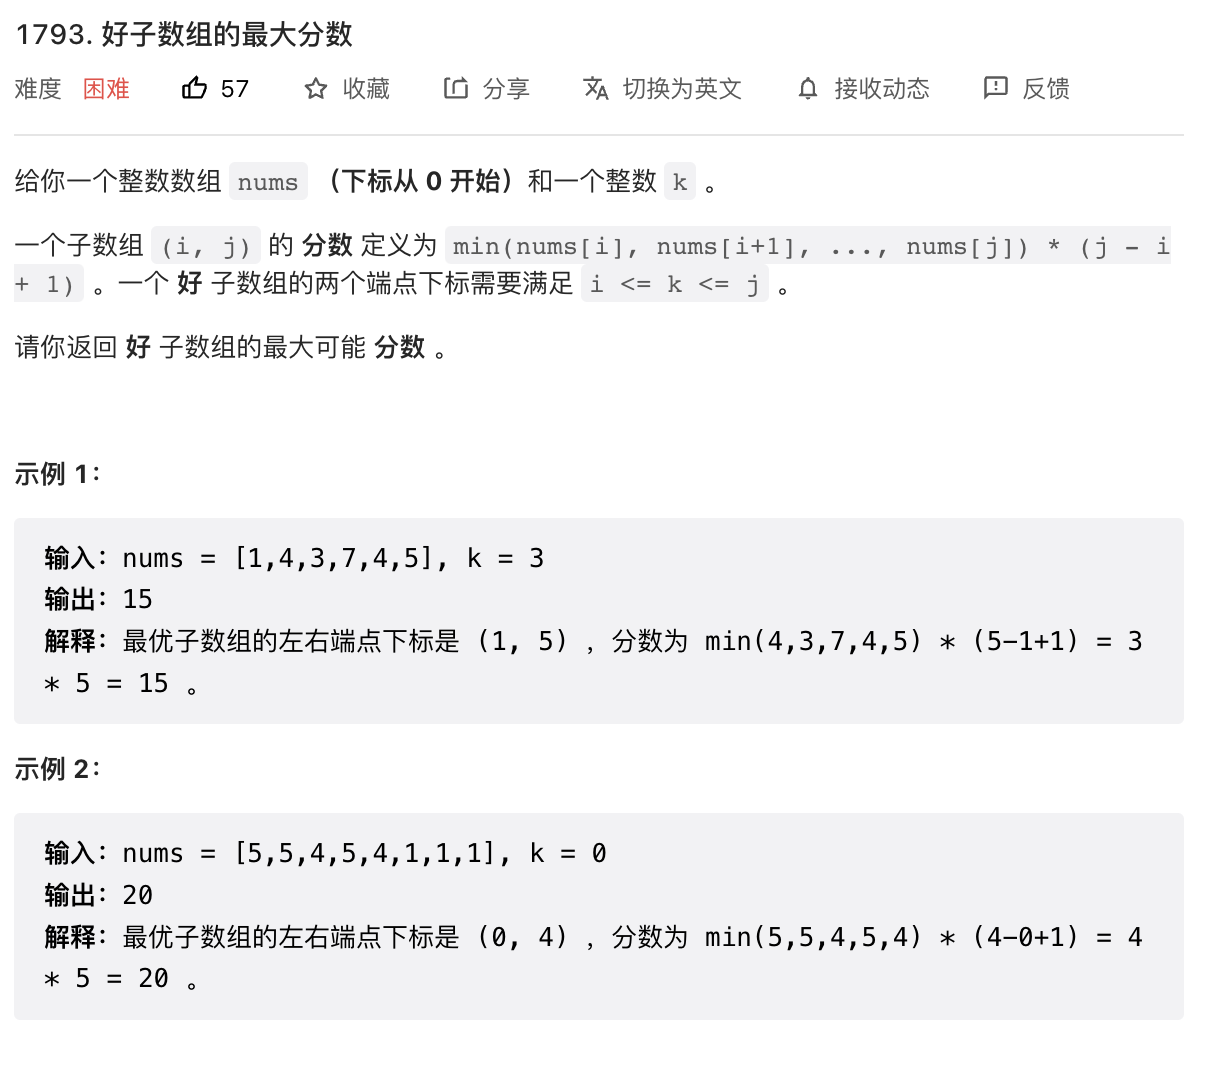 1793. 好子数组的最大分数
难度 困难 57 收藏 分享 切换为英文 接收动态 反馈
给你一个整数数组 nums （下标从 0 开始）和一个整数 k 。
一个子数组 (i, j) 的 分数 定义为 min(nums[i], nums[i+1], ..., nums[j]) * (j - i
+ 1) 。一个 好 子数组的两个端点下标需要满足 i <= k <= j 。
请你返回 好 子数组的最大可能 分数 。
示例 1：
输入：nums = [1,4,3,7,4,5], k = 3
输出：15
解释：最优子数组的左右端点下标是 (1, 5) ，分数为 min(4,3,7,4,5) * (5-1+1) = 3
* 5 = 15 。
示例 2：
输入：nums = [5,5,4,5,4,1,1,1], k = 0
输出：20
解释：最优子数组的左右端点下标是 (0, 4) ，分数为 min(5,5,4,5,4) * (4-0+1) = 4
* 5 = 20 。